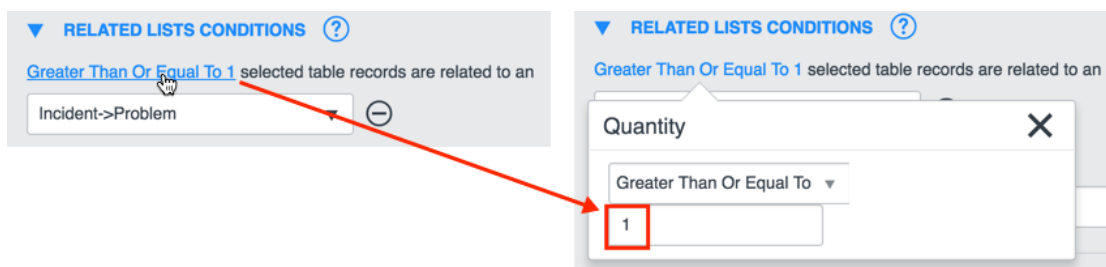 ▼ RELATED LISTS CONDITIONS ?
Greater Than Or Equal To 1 selected table records are related to an
Incident->Problem
▼ RELATED LISTS CONDITIONS ?
Greater Than Or Equal To 1 selected table records are related to an
Quantity
Greater Than Or Equal To
1